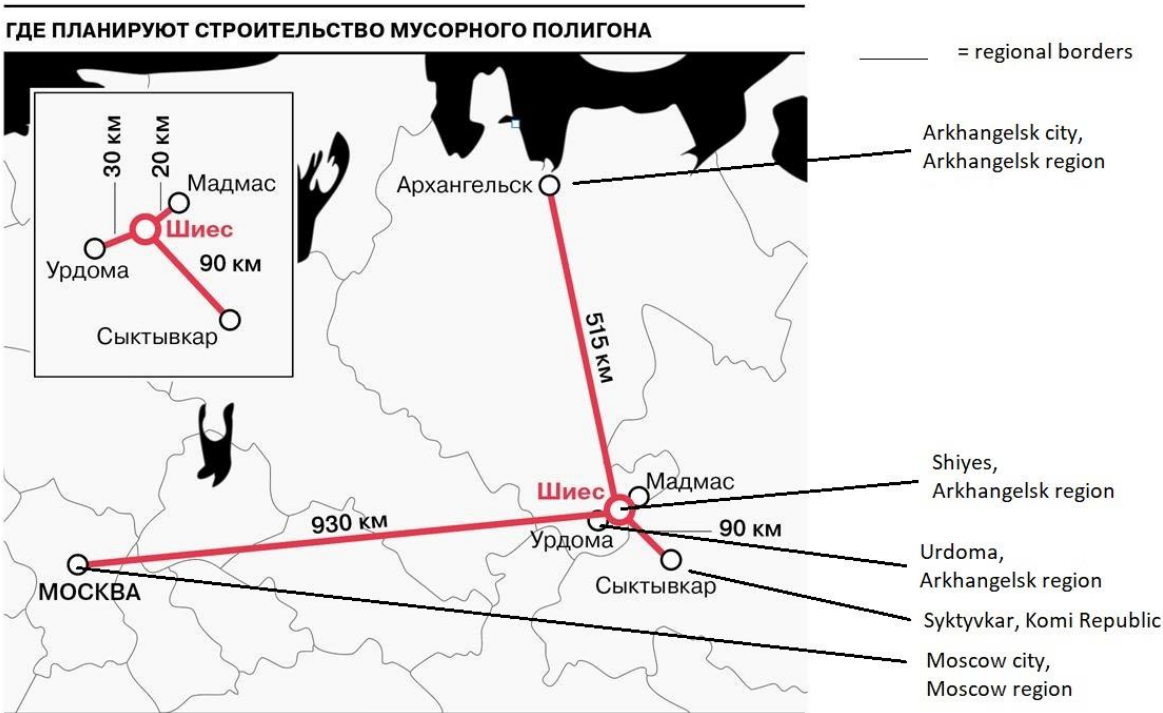 ГДЕ ПЛАНИРУЮТ СТРОИТЕЛЬСТВО МУСОРНОГО ПОЛИГОНА
= regional borders
30 км
20 км
Мадмас
Шиес
Урдома
90 км
Сыктывкар
Архангельск
Arkhangelsk city,
Arkhangelsk region
515 км
Мадмас
Шиес
Shiyes,
Arkhangelsk region
930 км
Урдома
90 км
Urdoma,
Arkhangelsk region
МОСКВА
Сыктывкар
Syktyvkar, Komi Republic
Moscow city,
Moscow region